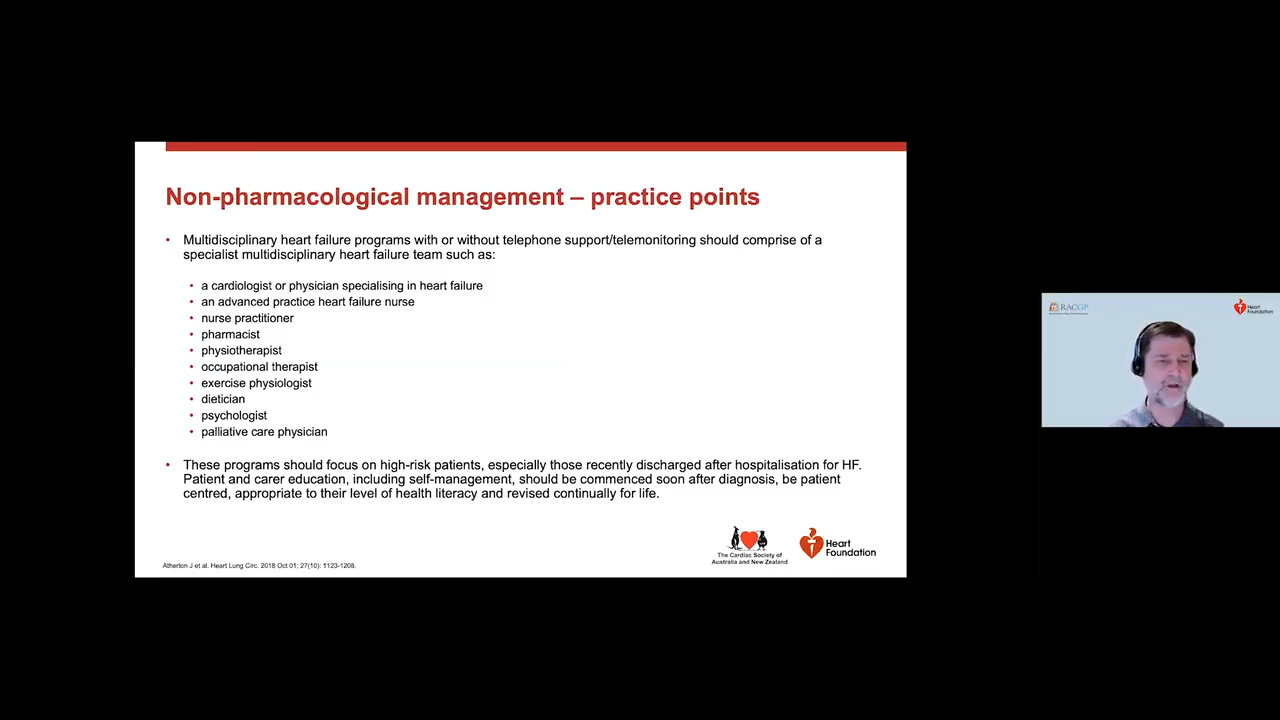 Non-pharmacological management – practice points
• Multidisciplinary heart failure programs with or without telephone support/telemonitoring should comprise of a
specialist multidisciplinary heart failure team such as:
• a cardiologist or physician specialising in heart failure
• an advanced practice heart failure nurse
• nurse practitioner
• pharmacist
• physiotherapist
• occupational therapist
• exercise physiologist
• dietician
• psychologist
• palliative care physician
• These programs should focus on high-risk patients, especially those recently discharged after hospitalisation for HF.
Patient and carer education, including self-management, should be commenced soon after diagnosis, be patient
centred, appropriate to their level of health literacy and revised continually for life.
The Cardiac Society of
Australia and New Zealand
Heart
Foundation
Atherton J et al. Heart Lung Circ. 2018 Oct 01; 27(10): 1123-1208.
RACGP
Heart
Foundation